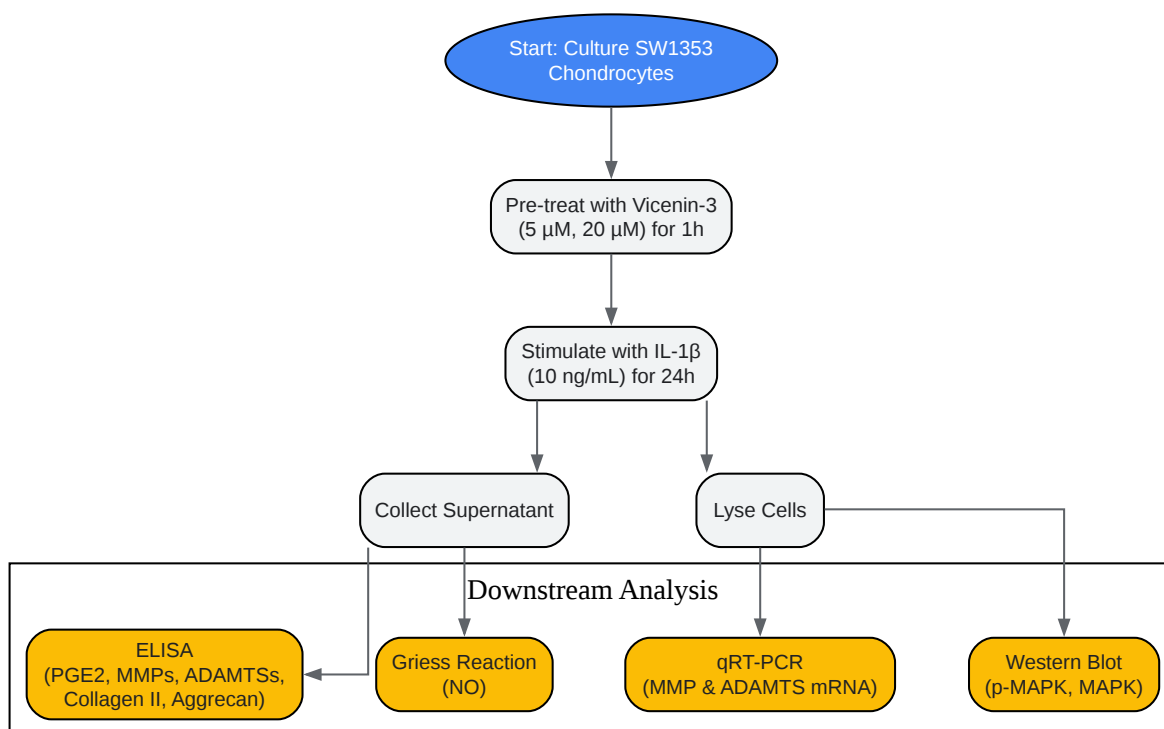 Start: Culture SW1353
Chondrocytes
Pre-treat with Vicenin-3
(5 µM, 20 µM) for 1h
Stimulate with IL-1β
(10 ng/mL) for 24h
Collect Supernatant
Lyse Cells
Downstream Analysis
ELISA
(PGE2, MMPs, ADAMTSs,
Collagen II, Aggrecan)
Griess Reaction
(NO)
qRT-PCR
(MMP & ADAMTS mRNA)
Western Blot
(p-MAPK, MAPK)